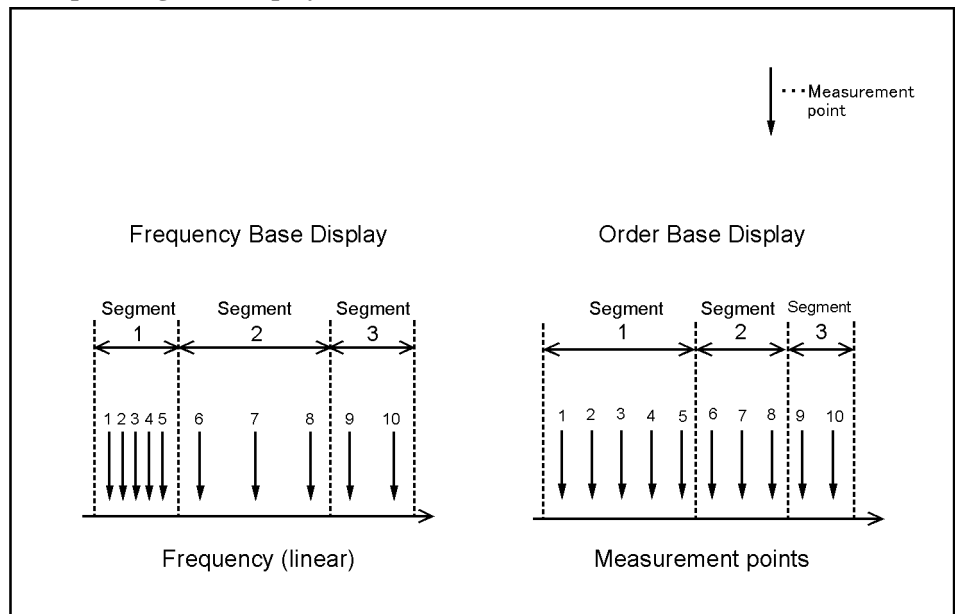 ···Measurement
point
Frequency Base Display
Order Base Display
Segment Segment Segment
1 2 3
Segment Segment Segment
1 2 3
1 2 3 4 5 6 7 8 9 10
1 2 3 4 5 6 7 8 9 10
Frequency (linear)
Measurement points